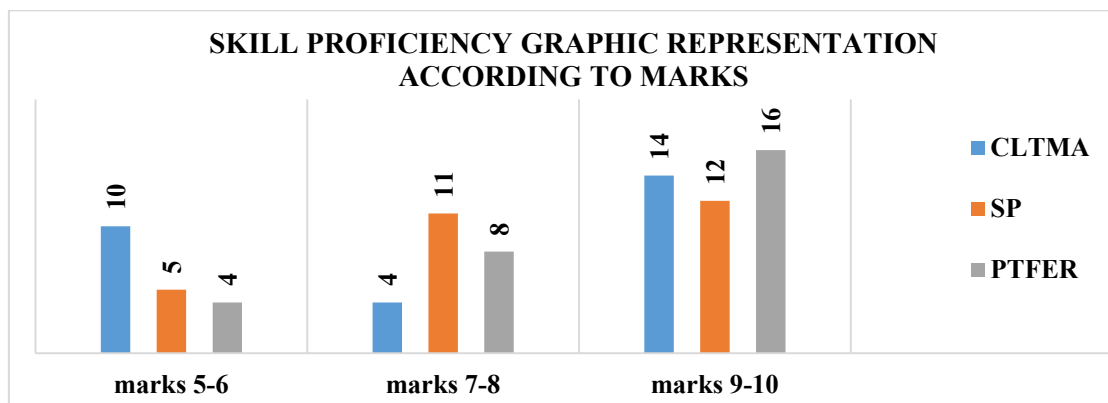 SKILL PROFICIENCY GRAPHIC REPRESENTATION
ACCORDING TO MARKS
10
5
4
4
11
8
14
12
16
marks 5-6
marks 7-8
marks 9-10
CLTMA
SP
PTFER